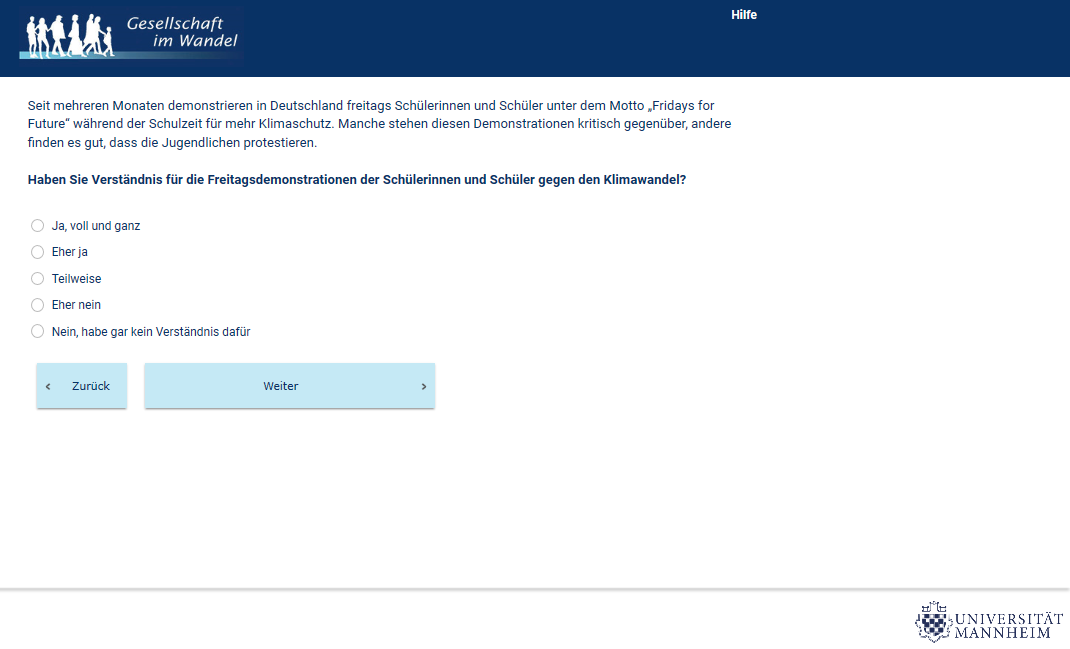 Gesellschaft
im Wandel
Hilfe
Seit mehreren Monaten demonstrieren in Deutschland freitags Schülerinnen und Schüler unter dem Motto „Fridays for
Future“ während der Schulzeit für mehr Klimaschutz. Manche stehen diesen Demonstrationen kritisch gegenüber, andere
finden es gut, dass die Jugendlichen protestieren.
Haben Sie Verständnis für die Freitagsdemonstrationen der Schülerinnen und Schüler gegen den Klimawandel?
Ja, voll und ganz
Eher ja
Teilweise
Eher nein
Nein, habe gar kein Verständnis dafür
‹ Zurück
Weiter ›
UNIVERSITÄT
MANNHEIM